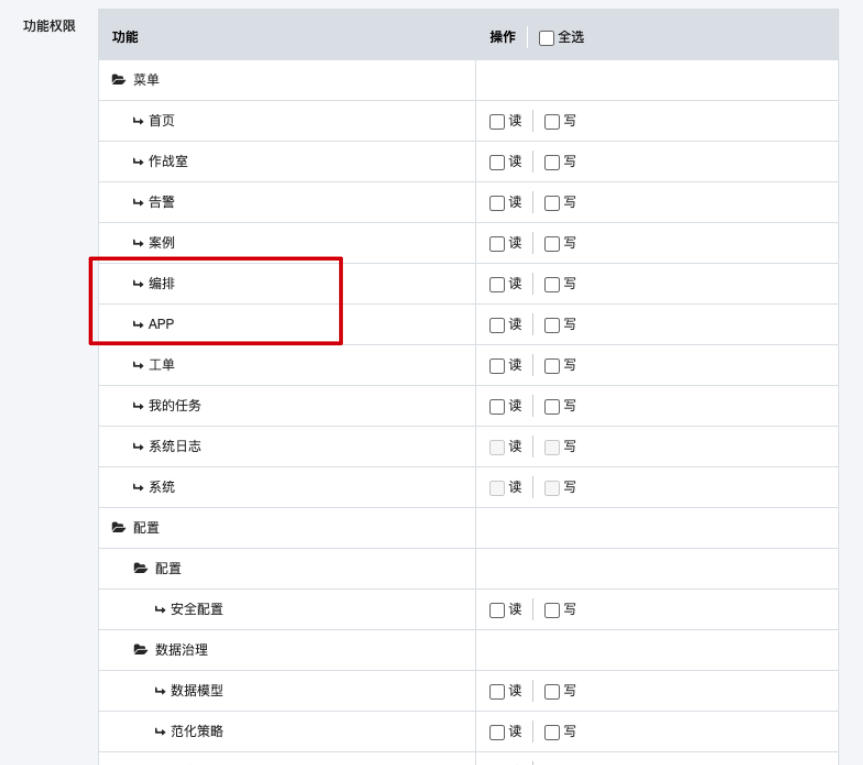 功能权限
功能 操作 全选
菜单
首页 读 写
作战室 读 写
告警 读 写
案例 读 写
编排 读 写
APP 读 写
工单 读 写
我的任务 读 写
系统日志 读 写
系统 读 写
配置
配置
安全配置 读 写
数据治理
数据模型 读 写
范化策略 读 写